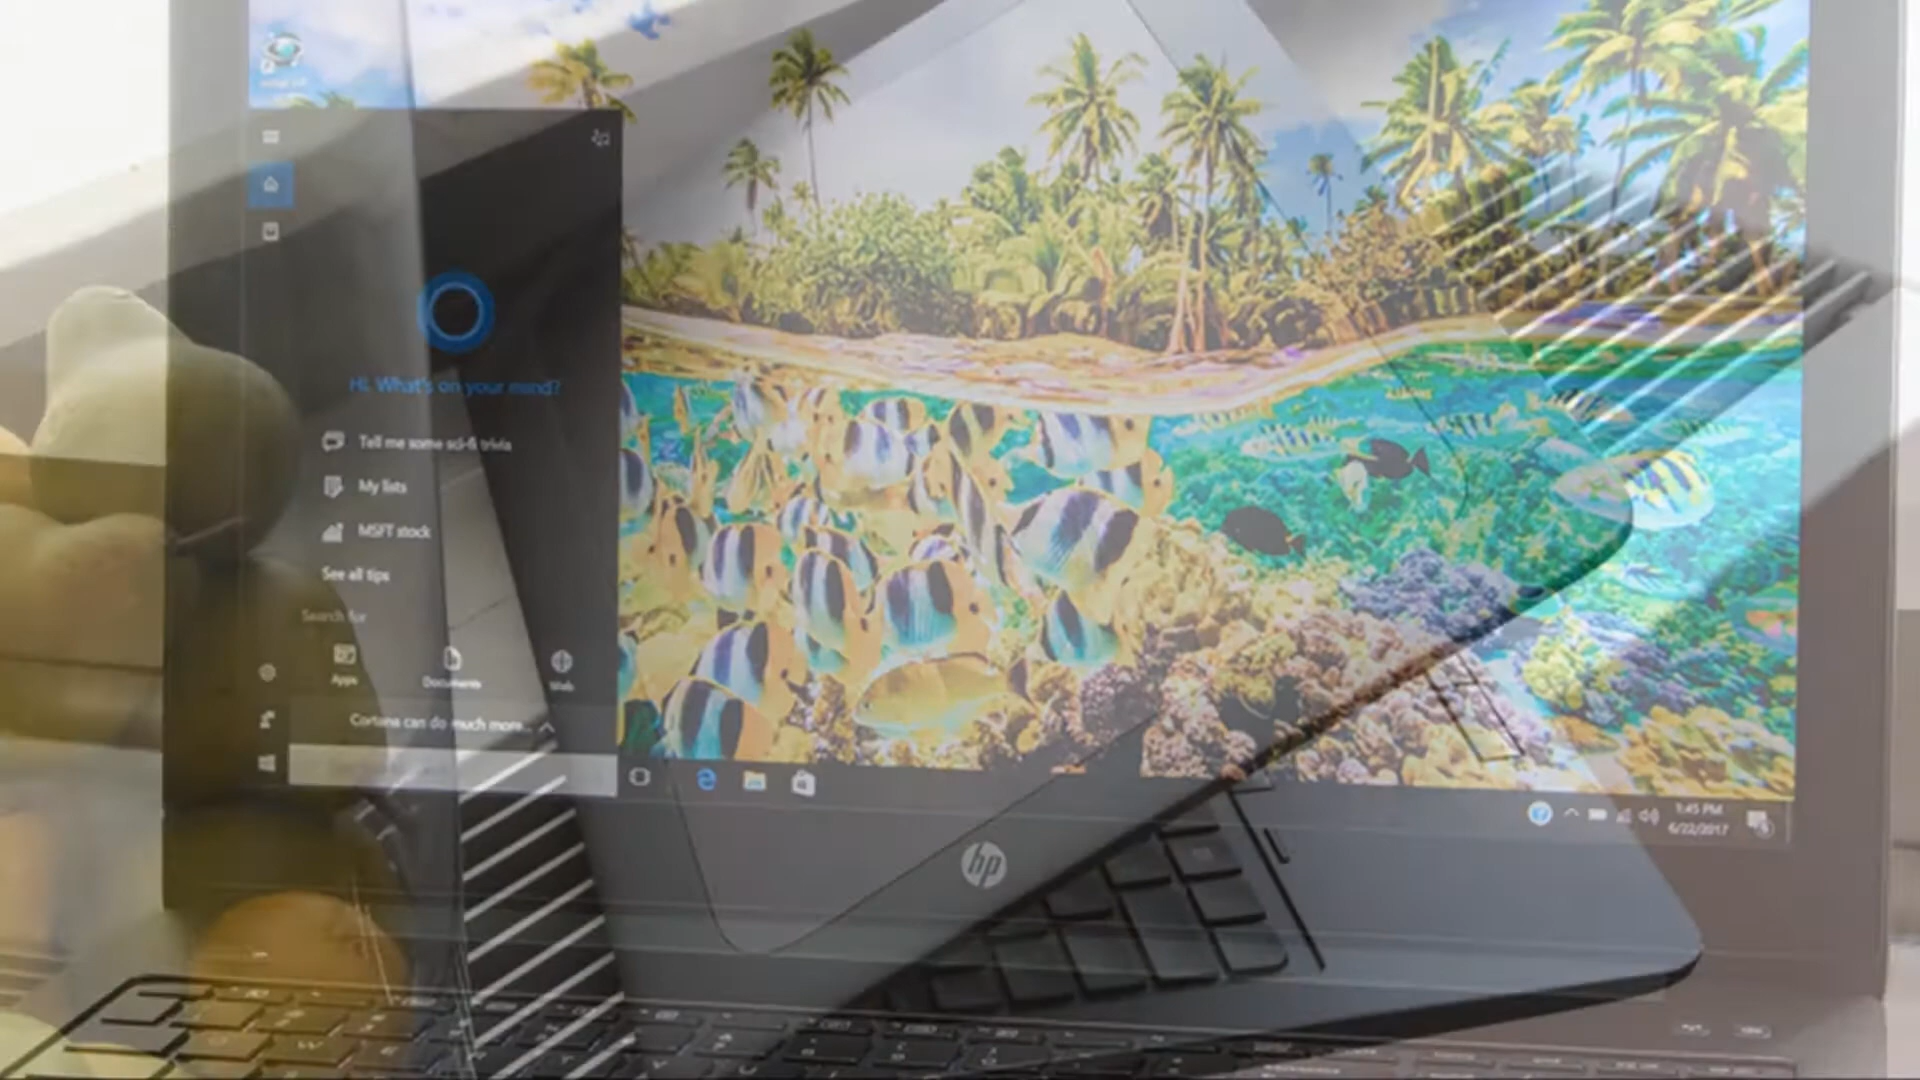 Hi. What's on your mind?
Tell me some sci-fi trivia
My lists
MSFT stock
See all tips
Search for
Apps
Documents
Web
Cortana can do much more.
1:45 PM
6/22/2017
hp